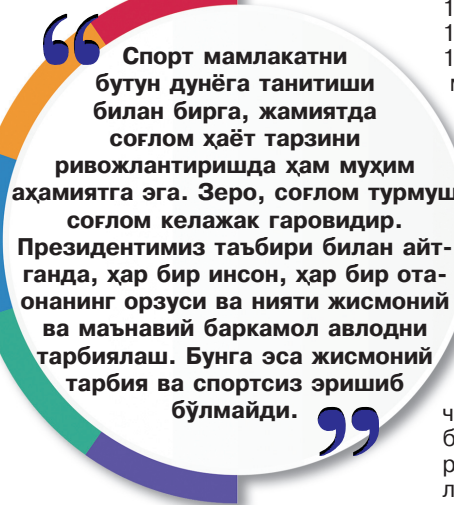 Спорт мамлакатни
бутун дунёга танитиши
билан бирга, жамиятда
соғлом ҳаёт тарзини
ривожлантиришда ҳам муҳим
аҳамиятга эга. Зеро, соғлом турмуш
соғлом келажак гаровидир.
Президентимиз таъбири билан айт-
ганда, ҳар бир инсон, ҳар бир ота-
онанинг орзуси ва нияти жисмоний
ва маънавий баркамол авлодни
тарбиялаш. Бунга эса жисмоний
тарбия ва спортсиз эришиб
бўлмайди.